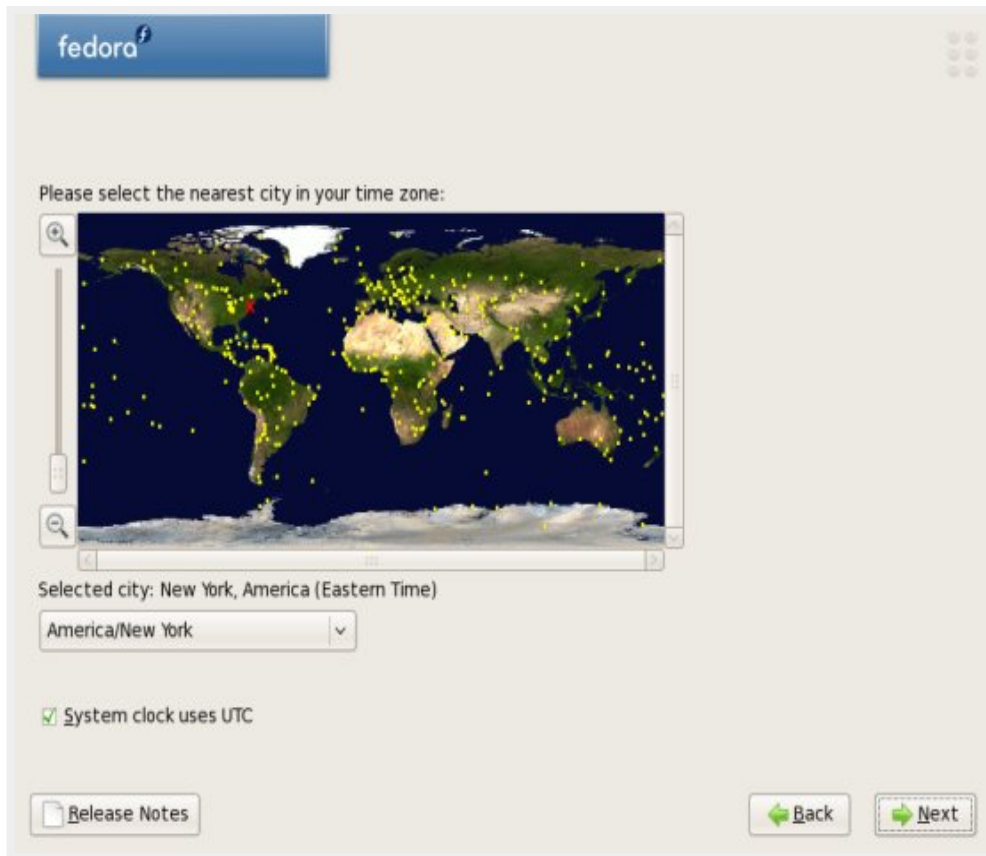 fedora
Please select the nearest city in your time zone:
Selected city: New York, America (Eastern Time)
America/New York
System clock uses UTC
Release Notes
Back
Next